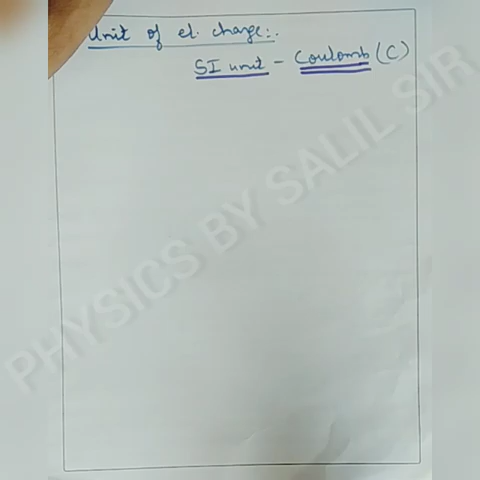 Unit of el. charge:.
SI unit - Coulomb (C)
PHYSICS BY SALIL SIR